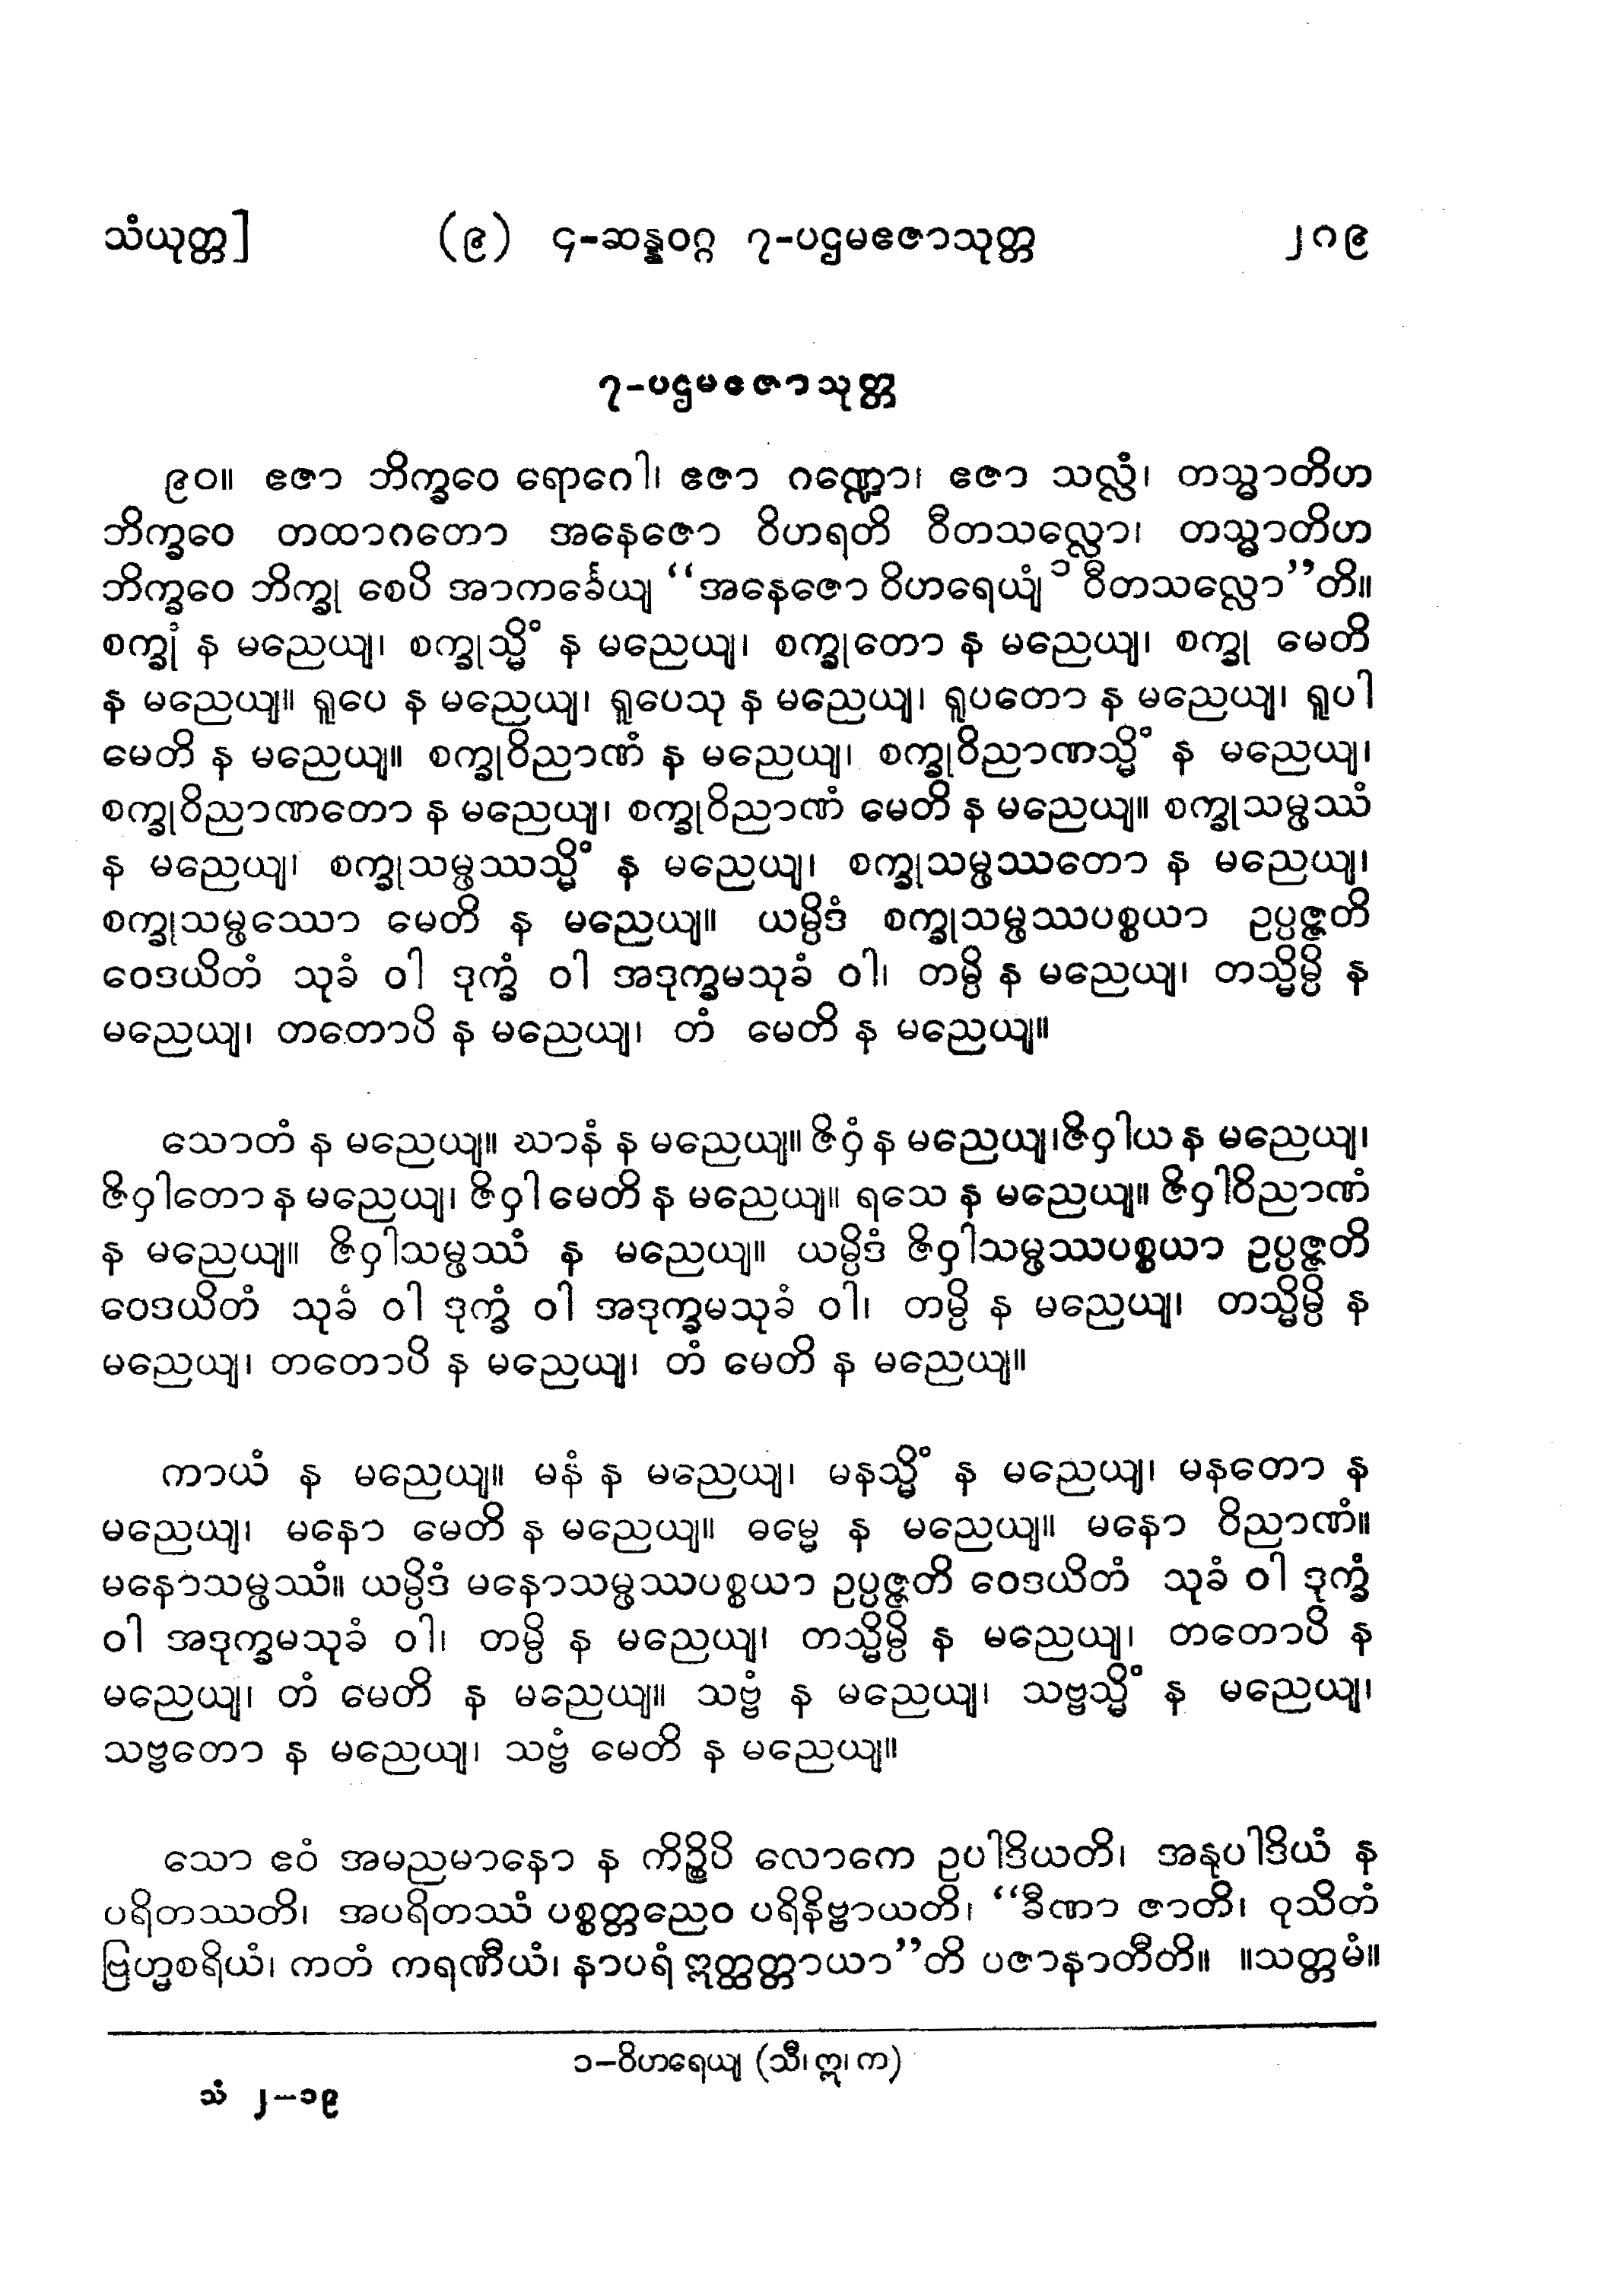 သံယုတ္တ] (၉) ၄-ဆန္နဝဂ္ဂ ၇-ပဌမဧဇာသုတ္တ ၂၈၉
၇-ပဌမဧဇာသုတ္တ
၉၀။ ဧဇာ ဘိက္ခဝေ ရောဂေါ၊ ဧဇာ ဂဏ္ဍော၊ ဧဇာ သလ္လံ၊ တသ္မာတိဟ
ဘိက္ခဝေ တထာဂတော အနေဇော ဝိဟရတိ ဝီတသလ္လော၊ တသ္မာတိဟ
ဘိက္ခဝေ ဘိက္ခု စေပိ အာကင်္ခေယျ “အနေဇော ဝိဟရေယျံ ၁ ဝီတသလ္လော”တိ။
စက္ခုံ န မညေယျ၊ စက္ခုသ္မိံ န မညေယျ၊ စက္ခုတော န မညေယျ၊ စက္ခု မေတိ
န မညေယျ။ ရူပေ န မညေယျ၊ ရူပေသု န မညေယျ၊ ရူပတော န မညေယျ၊ ရူပါ
မေတိ န မညေယျ။ စက္ခုဝိညာဏံ န မညေယျ၊ စက္ခုဝိညာဏသ္မိံ န မညေယျ၊
စက္ခုဝိညာဏတော န မညေယျ၊ စက္ခုဝိညာဏံ မေတိ န မညေယျ။ စက္ခုသမ္ဖဿံ
န မညေယျ၊ စက္ခုသမ္ဖဿသ္မိံ န မညေယျ၊ စက္ခုသမ္ဖဿတော န မညေယျ၊
စက္ခုသမ္ဖဿော မေတိ န မညေယျ။ ယမ္ပိဒံ စက္ခုသမ္ဖဿပစ္စယာ ဥပ္ပဇ္ဇတိ
ဝေဒယိတံ သုခံ ဝါ ဒုက္ခံ ဝါ အဒုက္ခမသုခံ ဝါ၊ တမ္ပိ န မညေယျ၊ တသ္မိမ္ပိ န
မညေယျ၊ တတောပိ န မညေယျ၊ တံ မေတိ န မညေယျ။
သောတံ န မညေယျ။ ဃာနံ န မညေယျ။ ဇိဝှံ န မညေယျ၊ဇိဝှါယ န မညေယျ၊
ဇိဝှါတော န မညေယျ၊ ဇိဝှါ မေတိ န မညေယျ။ ရသေ န မညေယျ။ ဇိဝှါဝိညာဏံ
န မညေယျ။ ဇိဝှါသမ္ဖဿံ န မညေယျ။ ယမ္ပိဒံ ဇိဝှါသမ္ဖဿပစ္စယာ ဥပ္ပဇ္ဇတိ
ဝေဒယိတံ သုခံ ဝါ ဒုက္ခံ ဝါ အဒုက္ခမသုခံ ဝါ၊ တမ္ပိ န မညေယျ၊ တသ္မိမ္ပိ န
မညေယျ၊ တတောပိ န မညေယျ၊ တံ မေတိ န မညေယျ။
ကာယံ န မညေယျ။ မနံ န မညေယျ၊ မနသ္မိံ န မညေယျ၊ မနတော န
မညေယျ၊ မနော မေတိ န မညေယျ။ ဓမ္မေ န မညေယျ။ မနော ဝိညာဏံ။
မနောသမ္ဖဿံ။ ယမ္ပိဒံ မနောသမ္ဖဿပစ္စယာ ဥပ္ပဇ္ဇတိ ဝေဒယိတံ သုခံ ဝါ ဒုက္ခံ
ဝါ အဒုက္ခမသုခံ ဝါ၊ တမ္ပိ န မညေယျ၊ တသ္မိမ္ပိ န မညေယျ၊ တတောပိ န
မညေယျ၊ တံ မေတိ န မညေယျ။ သဗ္ဗံ န မညေယျ၊ သဗ္ဗသ္မိံ န မညေယျ၊
သဗ္ဗတော န မညေယျ၊ သဗ္ဗံ မေတိ န မညေယျ။
သော ဧဝံ အမညမာနော န ကိဉ္စိပိ လောကေ ဥပါဒိယတိ၊ အနုပါဒိယံ န
ပရိတဿတိ၊ အပရိတဿံ ပစ္စတ္တညေဝ ပရိနိဗ္ဗာယတိ၊ “ခီဏာ ဇာတိ၊ ဝုသိတံ
ဗြဟ္မစရိယံ၊ ကတံ ကရဏီယံ၊ နာပရံ ဣတ္ထတ္တာယာ”တိ ပဇာနာတီတိ။ ။သတ္တမံ။
၁-ဝိဟရေယျ (သီ၊ ဣ၊ က)
သံ ၂-၁၉